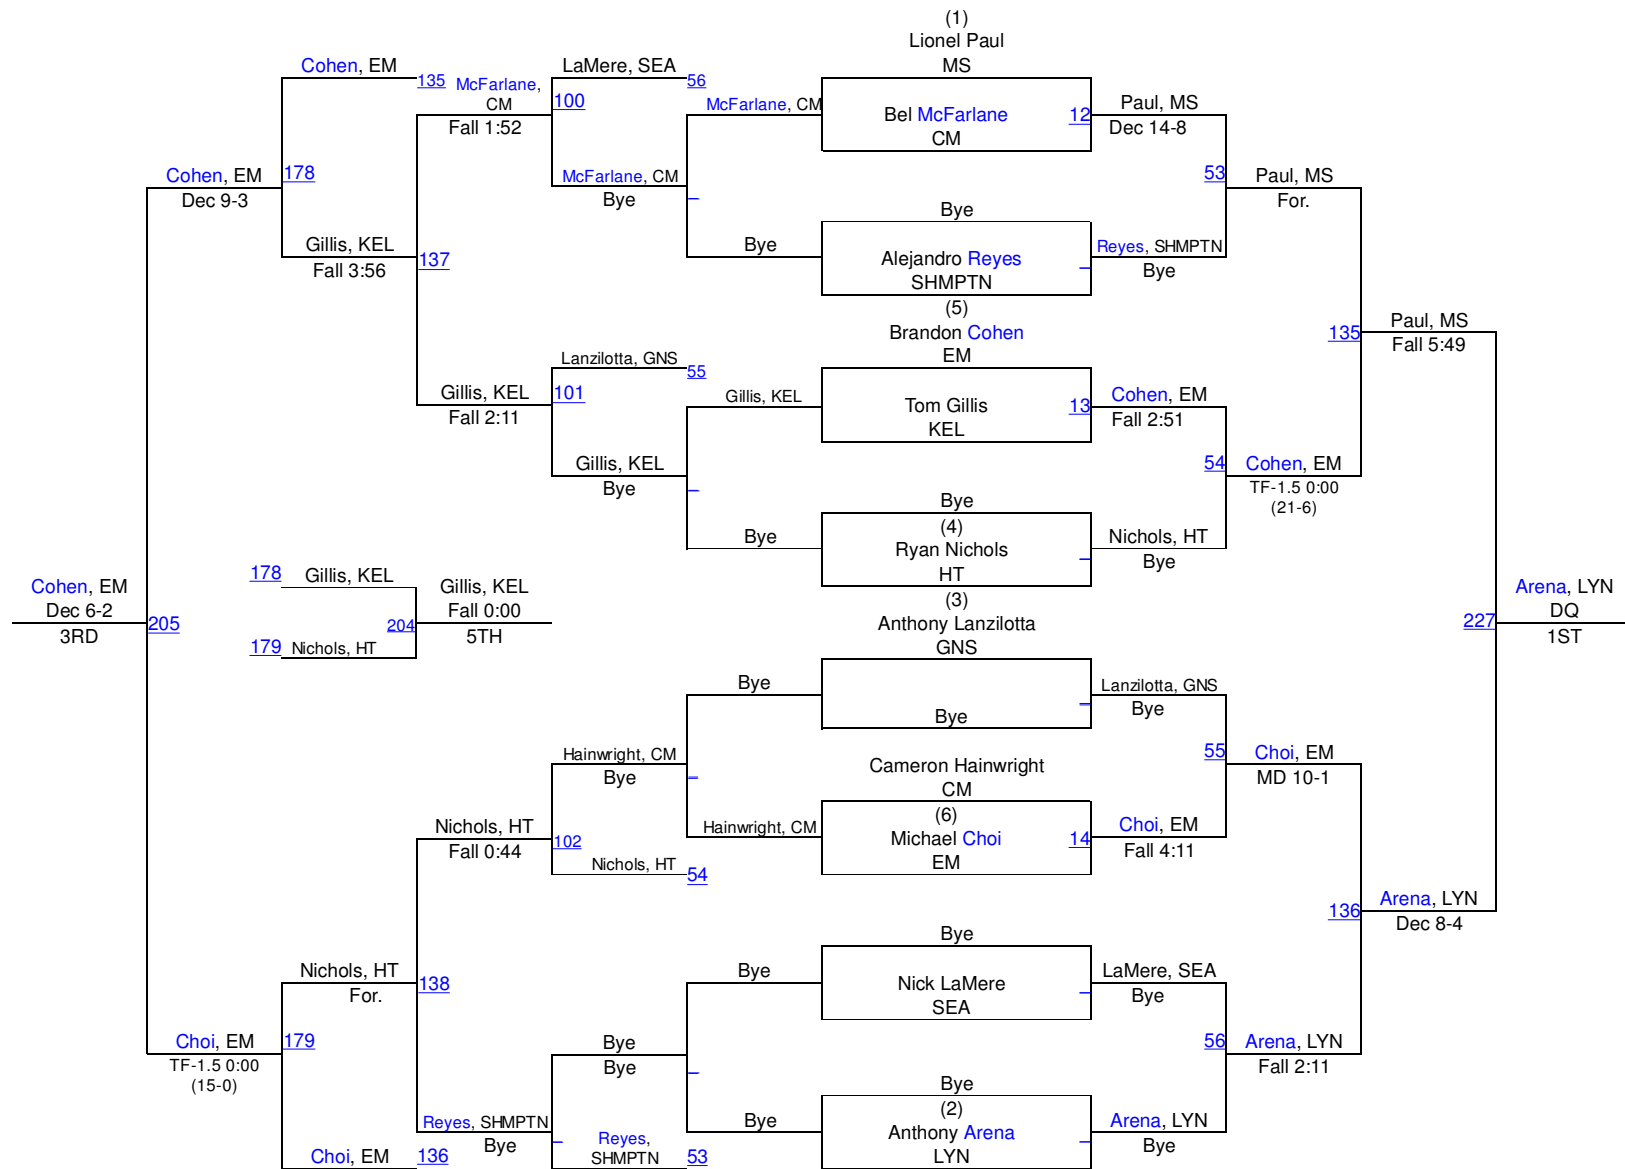 (1)
Lionel Paul
MS
Cohen, EM
135
McFarlane,
CM
Fall 1:52
LaMere, SEA
56
100
McFarlane, CM
Bel McFarlane
CM
12
Paul, MS
Dec 14-8
Cohen, EM
Dec 9-3
178
McFarlane, CM
Bye
53
Paul, MS
For.
Bye
Gillis, KEL
Fall 3:56
137
Bye
Alejandro Reyes
SHMPTN
Reyes, SHMPTN
Bye
(5)
Brandon Cohen
EM
135
Paul, MS
Fall 5:49
Lanzilotta, GNS
55
Gillis, KEL
Fall 2:11
101
Gillis, KEL
Tom Gillis
KEL
13
Cohen, EM
Fall 2:51
Gillis, KEL
Bye
54
Cohen, EM
TF-1.5 0:00
(21-6)
Bye
Bye
(4)
Ryan Nichols
HT
Nichols, HT
Bye
Cohen, EM
Dec 6-2
3RD
205
178
Gillis, KEL
179
Nichols, HT
204
Gillis, KEL
Fall 0:00
5TH
(3)
Anthony Lanzilotta
GNS
227
Arena, LYN
DQ
1ST
Bye
Bye
Lanzilotta, GNS
Bye
Hainwright, CM
Bye
Cameron Hainwright
CM
55
Choi, EM
MD 10-1
Nichols, HT
Fall 0:44
102
Nichols, HT
54
Hainwright, CM
(6)
Michael Choi
EM
14
Choi, EM
Fall 4:11
136
Arena, LYN
Dec 8-4
Bye
Nichols, HT
For.
138
Bye
Nick LaMere
SEA
LaMere, SEA
Bye
Choi, EM
TF-1.5 0:00
(15-0)
179
Bye
Bye
56
Arena, LYN
Fall 2:11
Bye
Reyes, SHMPTN
Bye
Reyes,
SHMPTN
53
Bye
(2)
Anthony Arena
LYN
Arena, LYN
Bye
Choi, EM
136